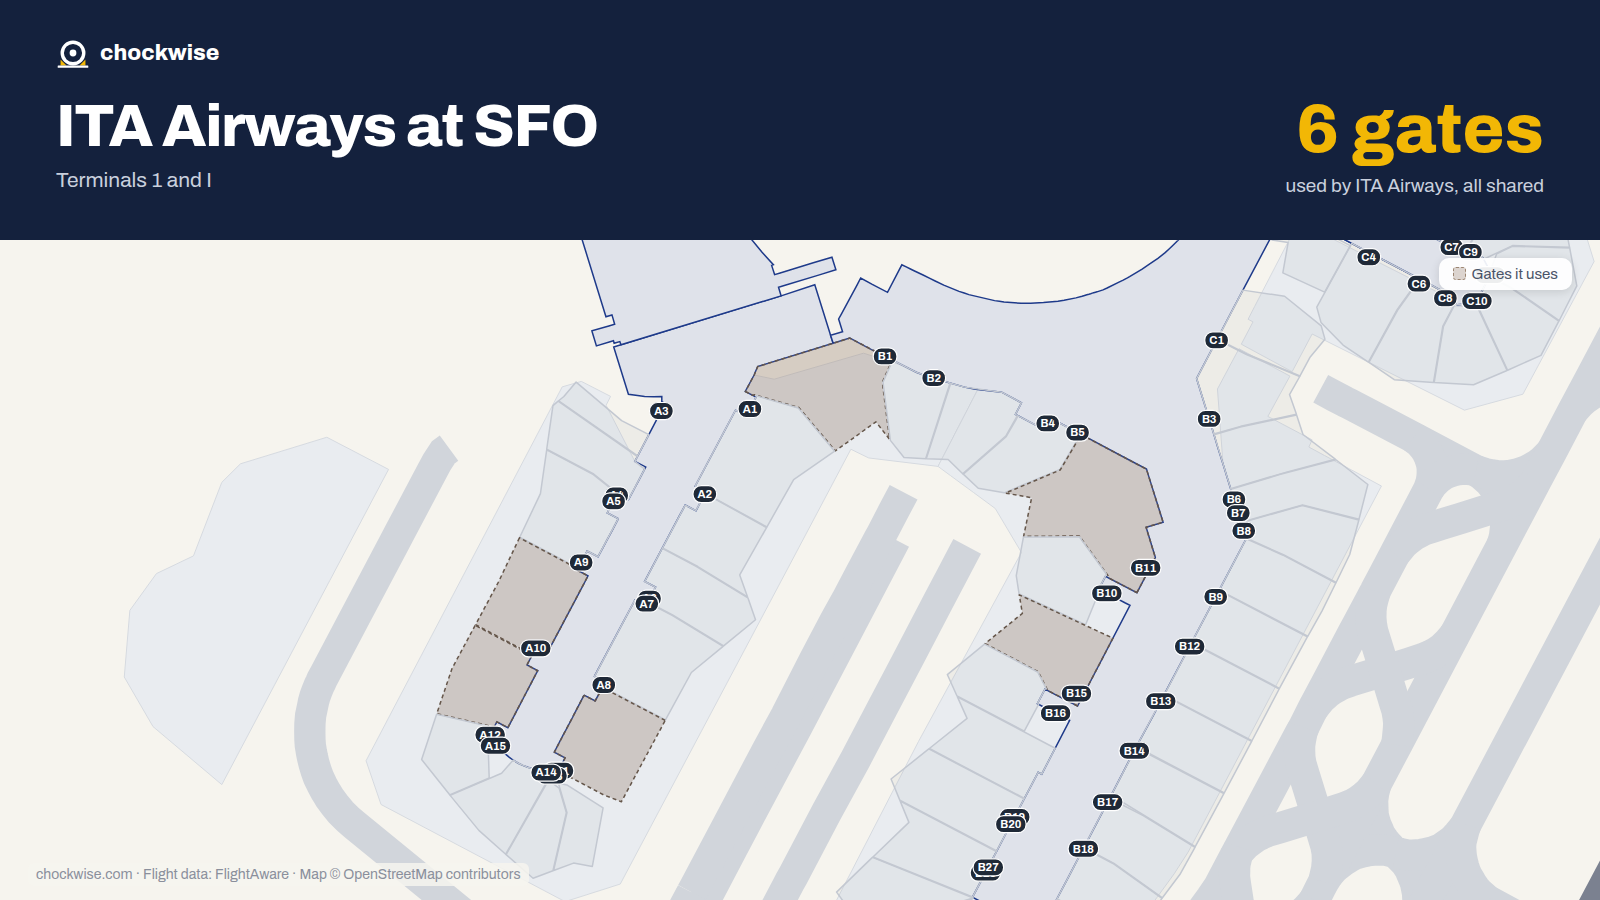 chockwise
ITA Airways at SFO
Terminals 1 and I
6 gates
used by ITA Airways, all shared
C7
C9
C4
Gates it uses
C6
C8
C10
C1
B1
B2
A3
A1
B3
B4
B5
A5
A2
B6
B7
B8
A9
B11
B10
B9
A7
A10
B12
A8
B15
B13
B16
A12
A15
B14
A14
B17
B20
B18
B27
chockwise.com · Flight data: FlightAware · Map © OpenStreetMap contributors